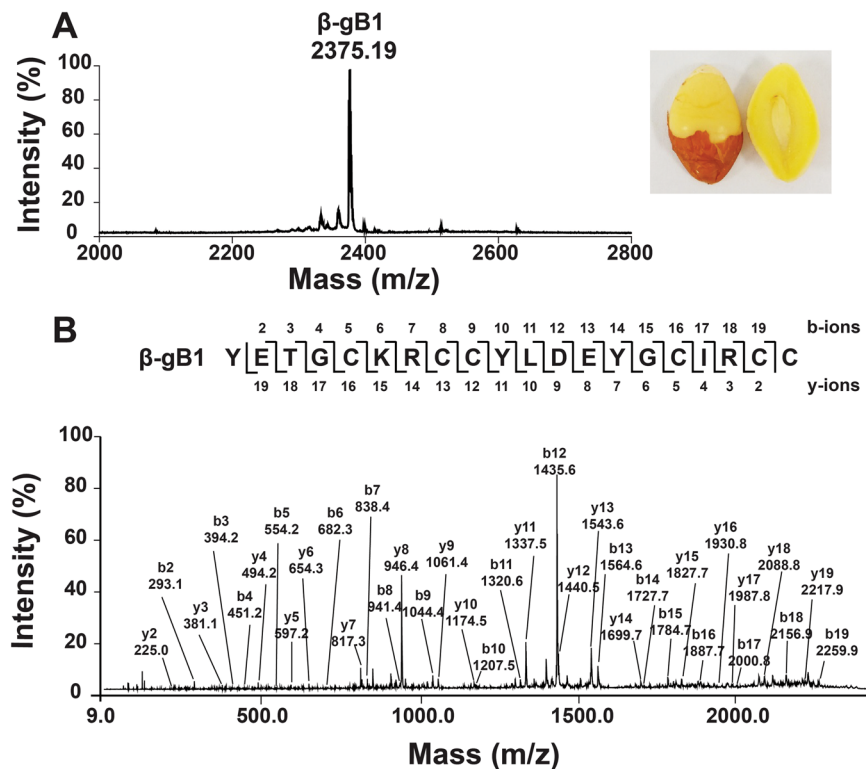 A
β-gB1
2375.19
Intensity (%)
100
80
60
40
20
0
2000
2200
2400
2600
2800
Mass (m/z)
B
2 3 4 5 6 7 8 9 10 11 12 13 14 15 16 17 18 19 b-ions
β-gB1 Y E T G C K R C C Y L D E Y G C I R C C
19 18 17 16 15 14 13 12 11 10 9 8 7 6 5 4 3 2 y-ions
Intensity (%)
100
80
60
40
20
0
b2
293.1
y2
225.0
b3
394.2
y3
381.1
b4
451.2
y4
494.2
b5
554.2
y5
597.2
y6
654.3
b6
682.3
b7
838.4
y7
817.3
y8
946.4
b8
941.4
y9
1061.4
b9
1044.4
y10
1174.5
b10
1207.5
b11
1320.6
y11
1337.5
b12
1435.6
y12
1440.5
y13
1543.6
b13
1564.6
y14
1699.7
b14
1727.7
b15
1784.7
y15
1827.7
b16
1887.7
y16
1930.8
y17
1987.8
b17
2000.8
y18
2088.8
b18
2156.9
y19
2217.9
b19
2259.9
9.0
500.0
1000.0
1500.0
2000.0
2400.0
Mass (m/z)